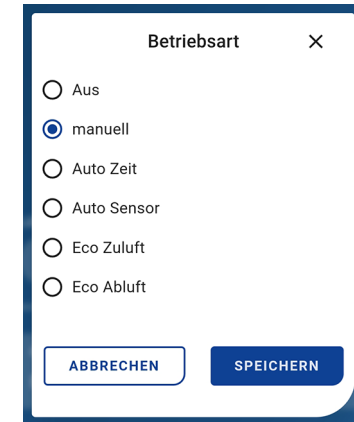 Betriebsart
Aus
manuell
Auto Zeit
Auto Sensor
Eco Zuluft
Eco Abluft
ABBRECHEN SPEICHERN